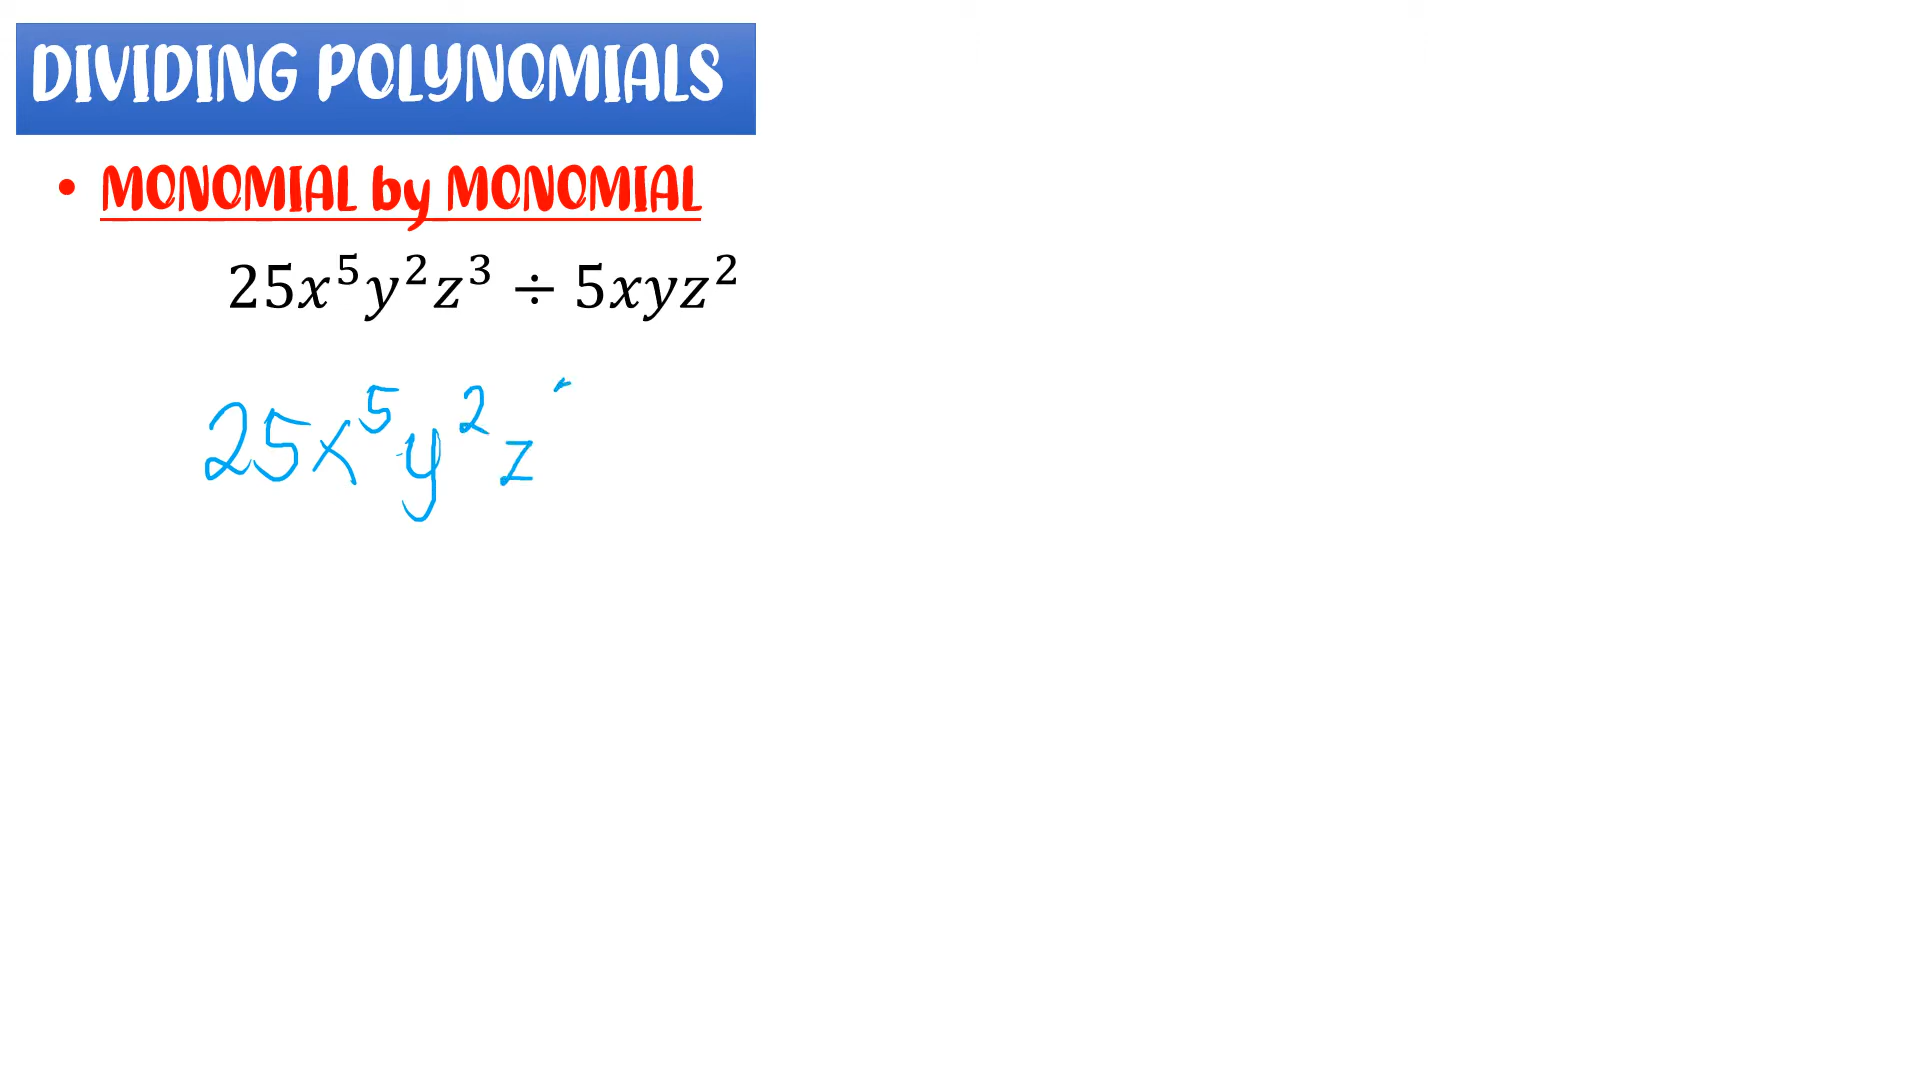 DIVIDING POLYNOMIALS
• MONOMIAL by MONOMIAL
25x⁵y²z³ ÷ 5xyz²
25x⁵y²z